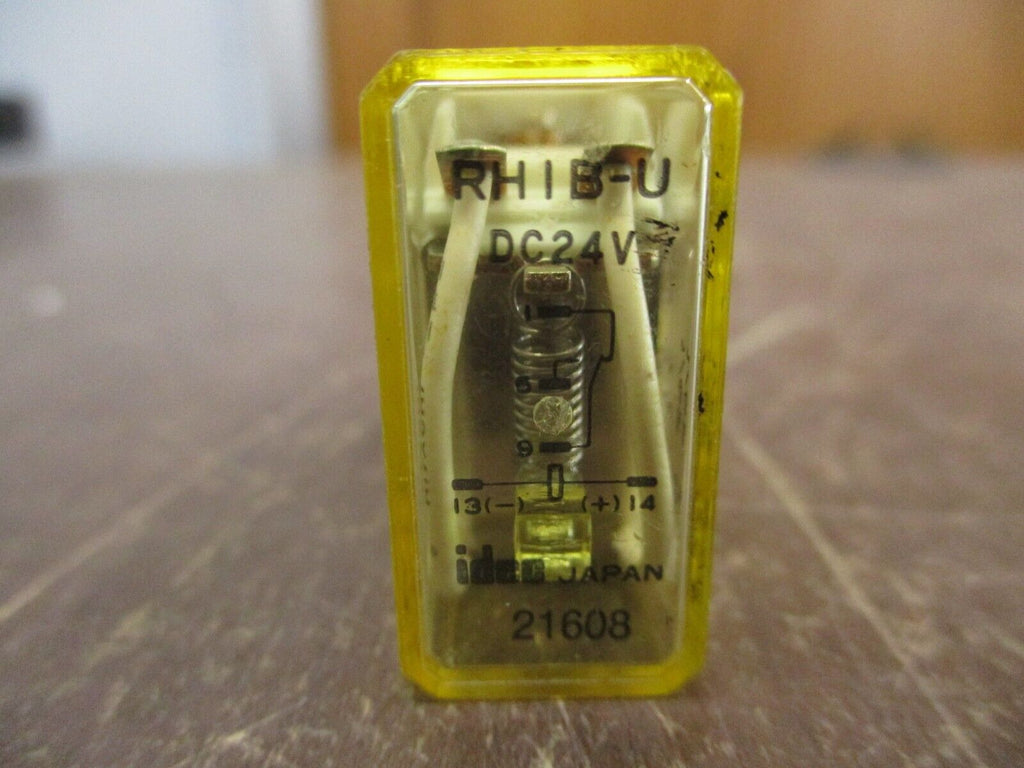 RH1B-U
DC24V
1
5
9
13(-) (+)14
idec JAPAN
21608